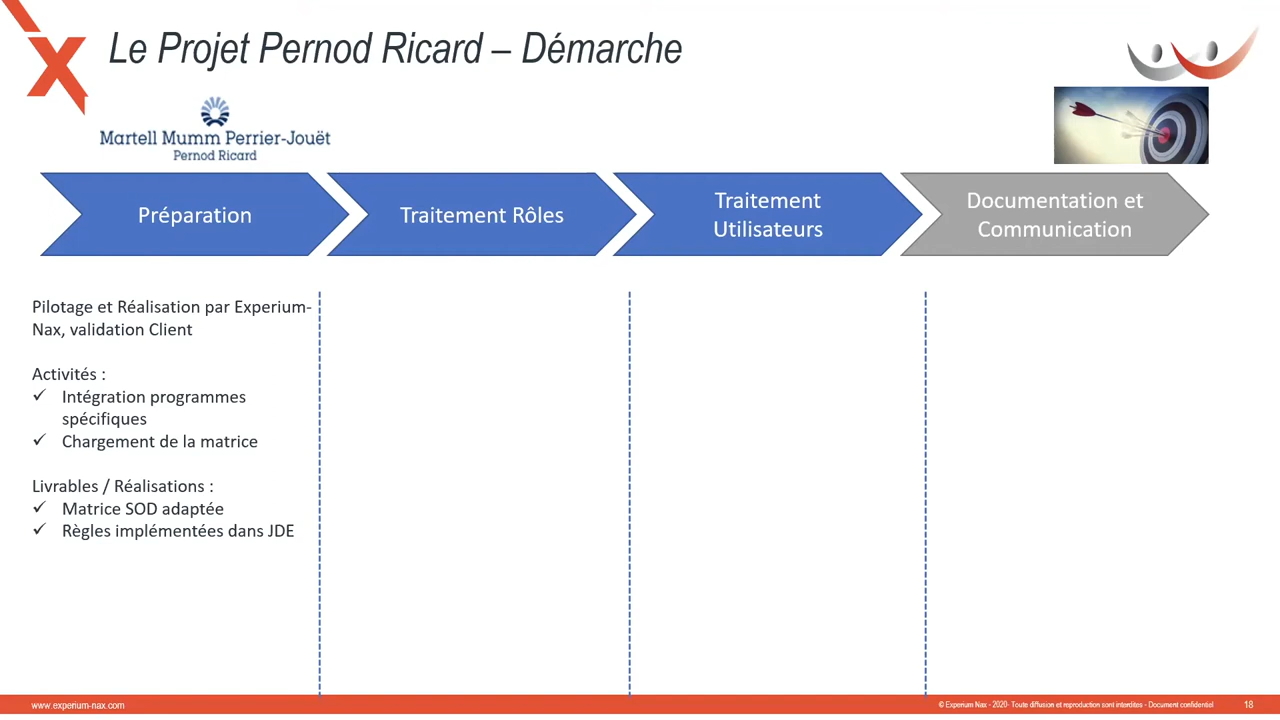 Le Projet Pernod Ricard – Démarche
Martell Mumm Perrier-Jouët
Pernod Ricard
Préparation
Traitement Rôles
Traitement
Utilisateurs
Documentation et
Communication
Pilotage et Réalisation par Experium-
Nax, validation Client
Activités :
✓ Intégration programmes
spécifiques
✓ Chargement de la matrice
Livrables / Réalisations :
✓ Matrice SOD adaptée
✓ Règles implémentées dans JDE
www.experium-nax.com
© Experium Nax - 2020- Toute diffusion et reproduction sont interdites - Document confidentiel
18